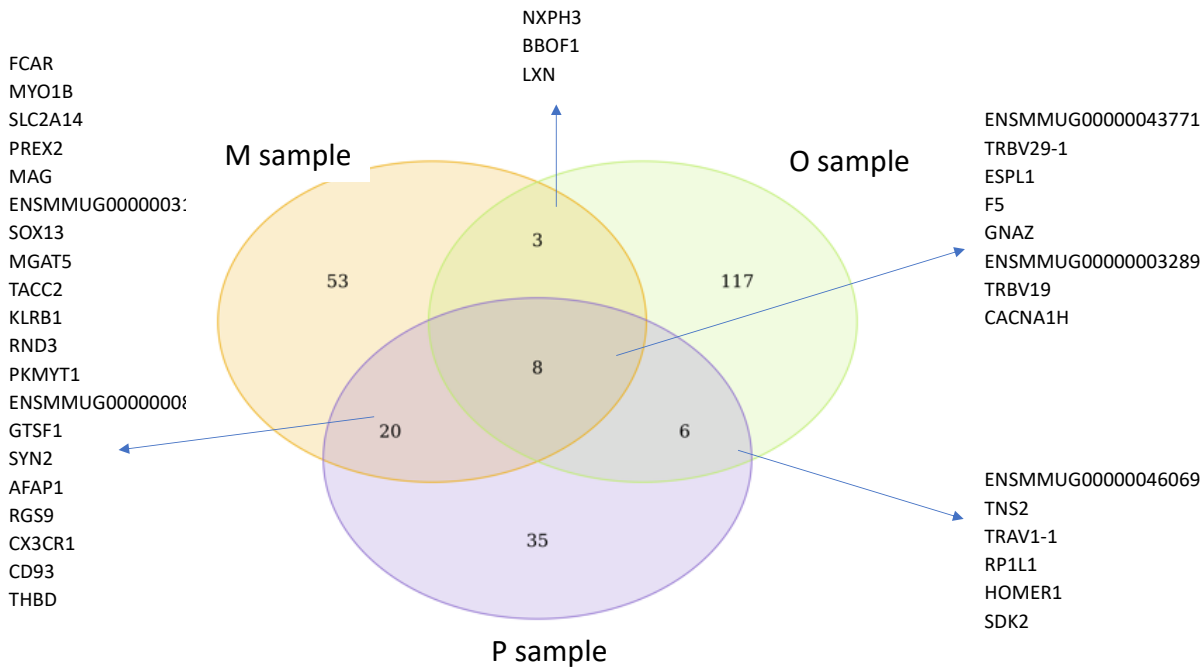 NXPH3
BBOF1
LXN
FCAR
MYO1B
SLC2A14
PREX2
MAG
ENSMMUG00000031
SOX13
MGAT5
TACC2
KLRB1
RND3
PKMYT1
ENSMMUG00000008
GTSF1
SYN2
AFAP1
RGS9
CX3CR1
CD93
THBD
M sample
O sample
3
53
117
8
20
6
35
P sample
ENSMMUG00000043771
TRBV29-1
ESPL1
F5
GNAZ
ENSMMUG00000003289
TRBV19
CACNA1H
ENSMMUG00000046069
TNS2
TRAV1-1
RP1L1
HOMER1
SDK2